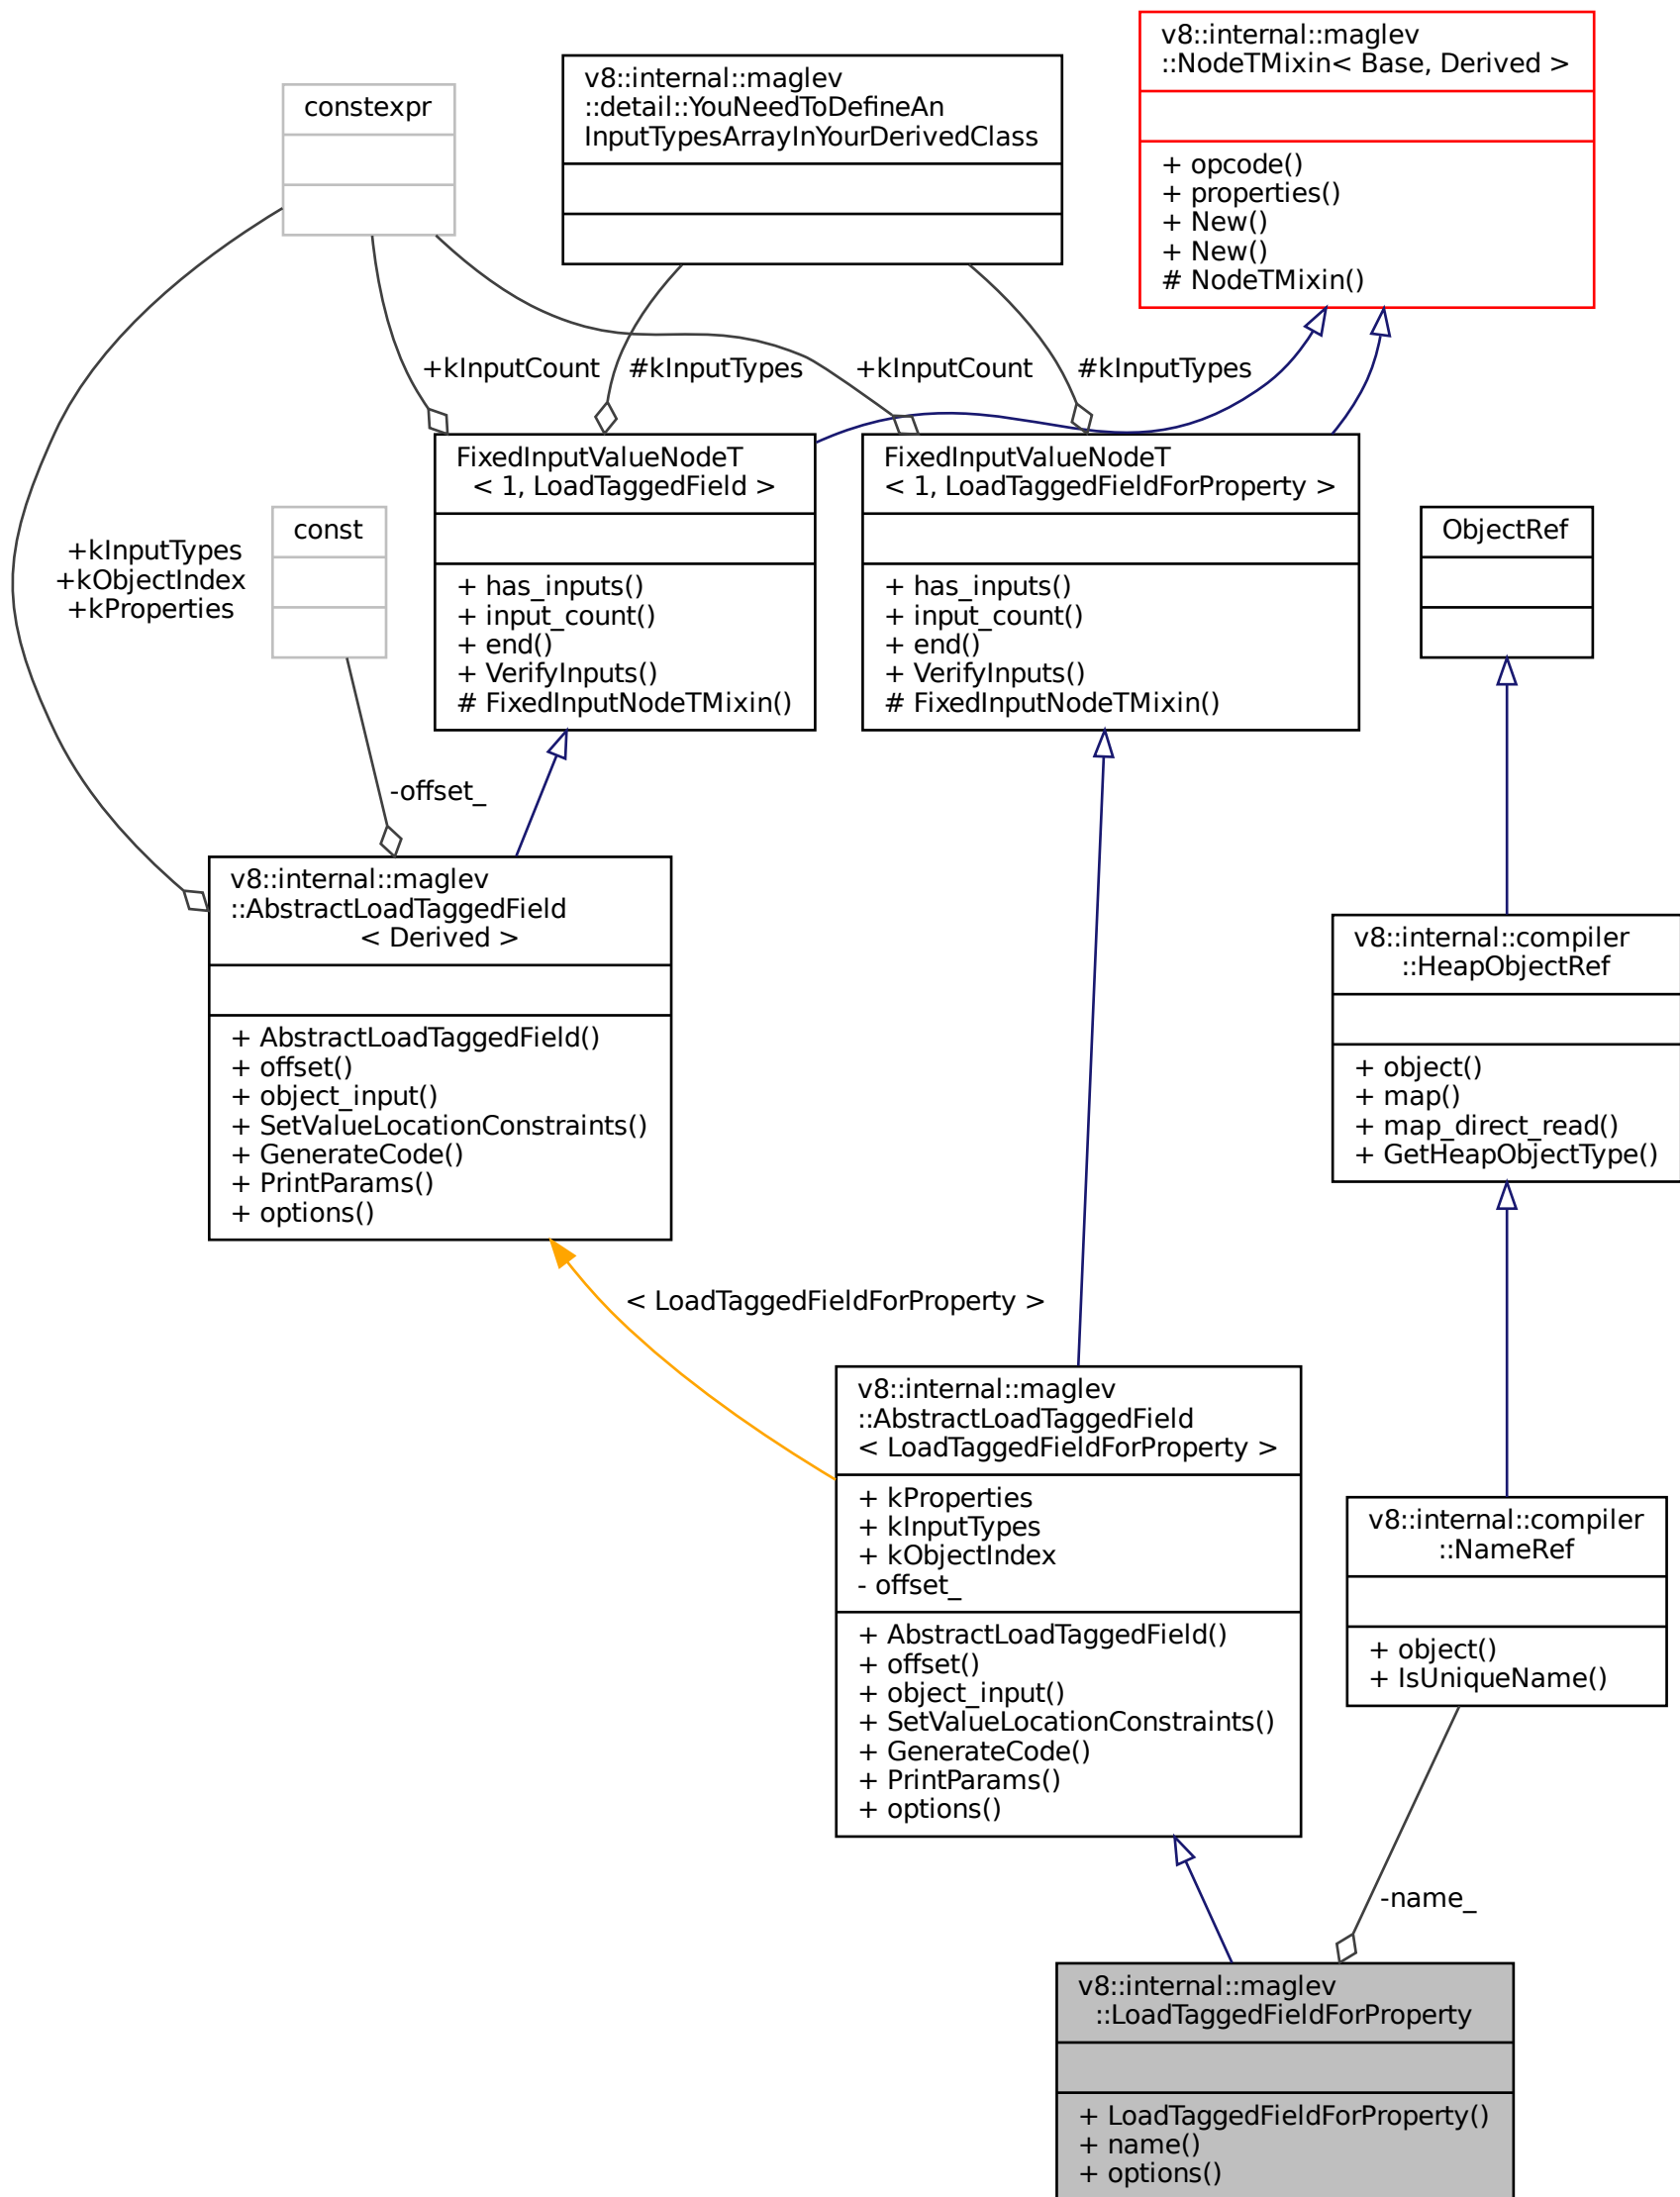 v8::internal::maglev
::NodeTMixin< Base, Derived >
+ opcode()
+ properties()
+ New()
+ New()
# NodeTMixin()
v8::internal::maglev
::detail::YouNeedToDefineAn
InputTypesArrayInYourDerivedClass
constexpr
+kInputCount
#kInputTypes
+kInputCount
#kInputTypes
FixedInputValueNodeT
< 1, LoadTaggedField >
+ has_inputs()
+ input_count()
+ end()
+ VerifyInputs()
# FixedInputNodeTMixin()
FixedInputValueNodeT
< 1, LoadTaggedFieldForProperty >
+ has_inputs()
+ input_count()
+ end()
+ VerifyInputs()
# FixedInputNodeTMixin()
const
ObjectRef
+kInputTypes
+kObjectIndex
+kProperties
-offset_
v8::internal::maglev
::AbstractLoadTaggedField
< Derived >
+ AbstractLoadTaggedField()
+ offset()
+ object_input()
+ SetValueLocationConstraints()
+ GenerateCode()
+ PrintParams()
+ options()
v8::internal::compiler
::HeapObjectRef
+ object()
+ map()
+ map_direct_read()
+ GetHeapObjectType()
< LoadTaggedFieldForProperty >
v8::internal::maglev
::AbstractLoadTaggedField
< LoadTaggedFieldForProperty >
+ kProperties
+ kInputTypes
+ kObjectIndex
- offset_
+ AbstractLoadTaggedField()
+ offset()
+ object_input()
+ SetValueLocationConstraints()
+ GenerateCode()
+ PrintParams()
+ options()
v8::internal::compiler
::NameRef
+ object()
+ IsUniqueName()
-name_
v8::internal::maglev
::LoadTaggedFieldForProperty
+ LoadTaggedFieldForProperty()
+ name()
+ options()